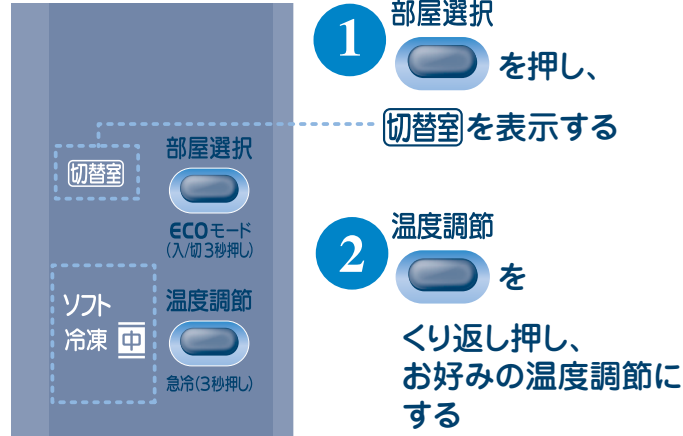 切替室
部屋選択
ECOモード
(入/切 3秒押し)
ソフト
冷凍 中
温度調節
急冷(3秒押し)
1
部屋選択
を押し、
切替室を表示する
2
温度調節
を
くり返し押し、
お好みの温度調節に
する